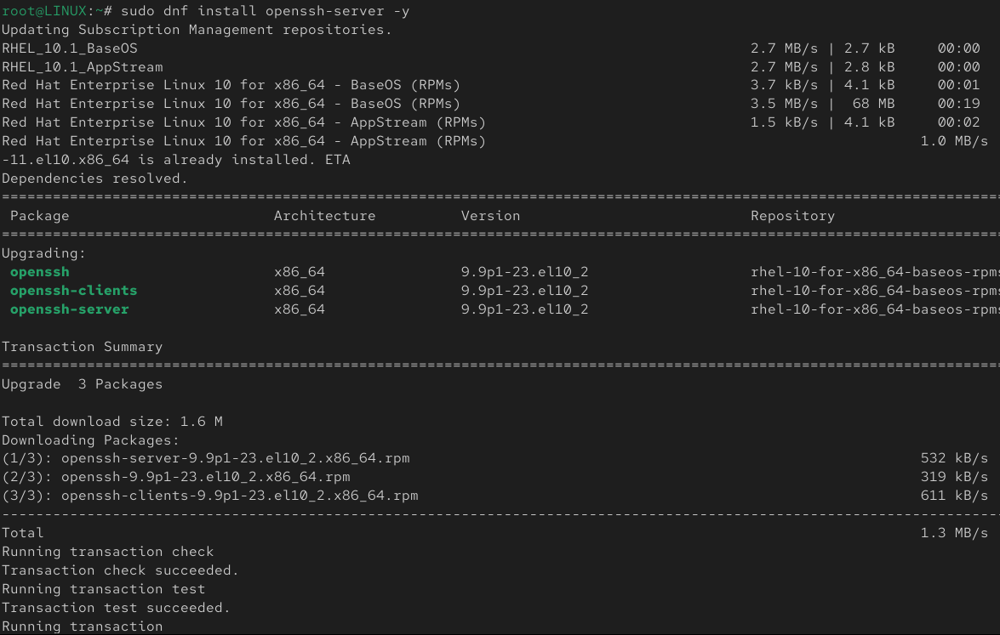 root@LINUX:~# sudo dnf install openssh-server -y
Updating Subscription Management repositories.
RHEL_10.1_BaseOS 2.7 MB/s | 2.7 kB 00:00
RHEL_10.1_AppStream 2.7 MB/s | 2.8 kB 00:00
Red Hat Enterprise Linux 10 for x86_64 - BaseOS (RPMs) 3.7 kB/s | 4.1 kB 00:01
Red Hat Enterprise Linux 10 for x86_64 - BaseOS (RPMs) 3.5 MB/s | 68 MB 00:19
Red Hat Enterprise Linux 10 for x86_64 - AppStream (RPMs) 1.5 kB/s | 4.1 kB 00:02
Red Hat Enterprise Linux 10 for x86_64 - AppStream (RPMs) 1.0 MB/s
-11.el10.x86_64 is already installed. ETA
Dependencies resolved.
Package Architecture Version Repository
Upgrading:
openssh x86_64 9.9p1-23.el10_2 rhel-10-for-x86_64-baseos-rpms
openssh-clients x86_64 9.9p1-23.el10_2 rhel-10-for-x86_64-baseos-rpms
openssh-server x86_64 9.9p1-23.el10_2 rhel-10-for-x86_64-baseos-rpms
Transaction Summary
Upgrade 3 Packages
Total download size: 1.6 M
Downloading Packages:
(1/3): openssh-server-9.9p1-23.el10_2.x86_64.rpm 532 kB/s
(2/3): openssh-9.9p1-23.el10_2.x86_64.rpm 319 kB/s
(3/3): openssh-clients-9.9p1-23.el10_2.x86_64.rpm 611 kB/s
Total 1.3 MB/s
Running transaction check
Transaction check succeeded.
Running transaction test
Transaction test succeeded.
Running transaction